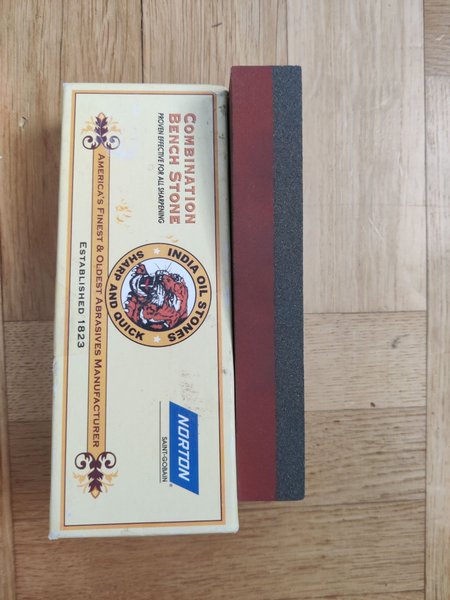 COMBINATION
BENCH STONE
PROVEN EFFECTIVE FOR ALL SHARPENING
INDIA OIL STONES
SHARP AND QUICK
NORTON®
SAINT-GOBAIN
AMERICA'S FINEST & OLDEST ABRASIVES MANUFACTURER
ESTABLISHED 1823